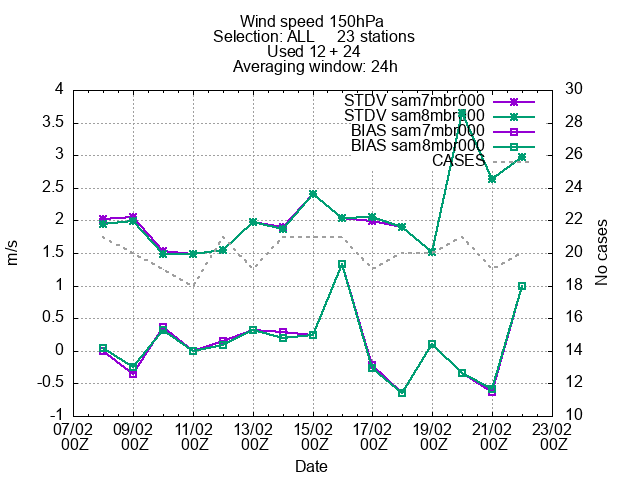 Wind speed 150hPa
Selection: ALL 23 stations
Used 12 + 24
Averaging window: 24h
STDV sam7mbr000
STDV sam8mbr000
BIAS sam7mbr000
BIAS sam8mbr000
CASES
4
3.5
3
2.5
2
1.5
1
0.5
0
-0.5
-1
m/s
30
28
26
24
22
20
18
16
14
12
10
No cases
07/02 09/02 11/02 13/02 15/02 17/02 19/02 21/02 23/02
00Z 00Z 00Z 00Z 00Z 00Z 00Z 00Z 00Z
Date